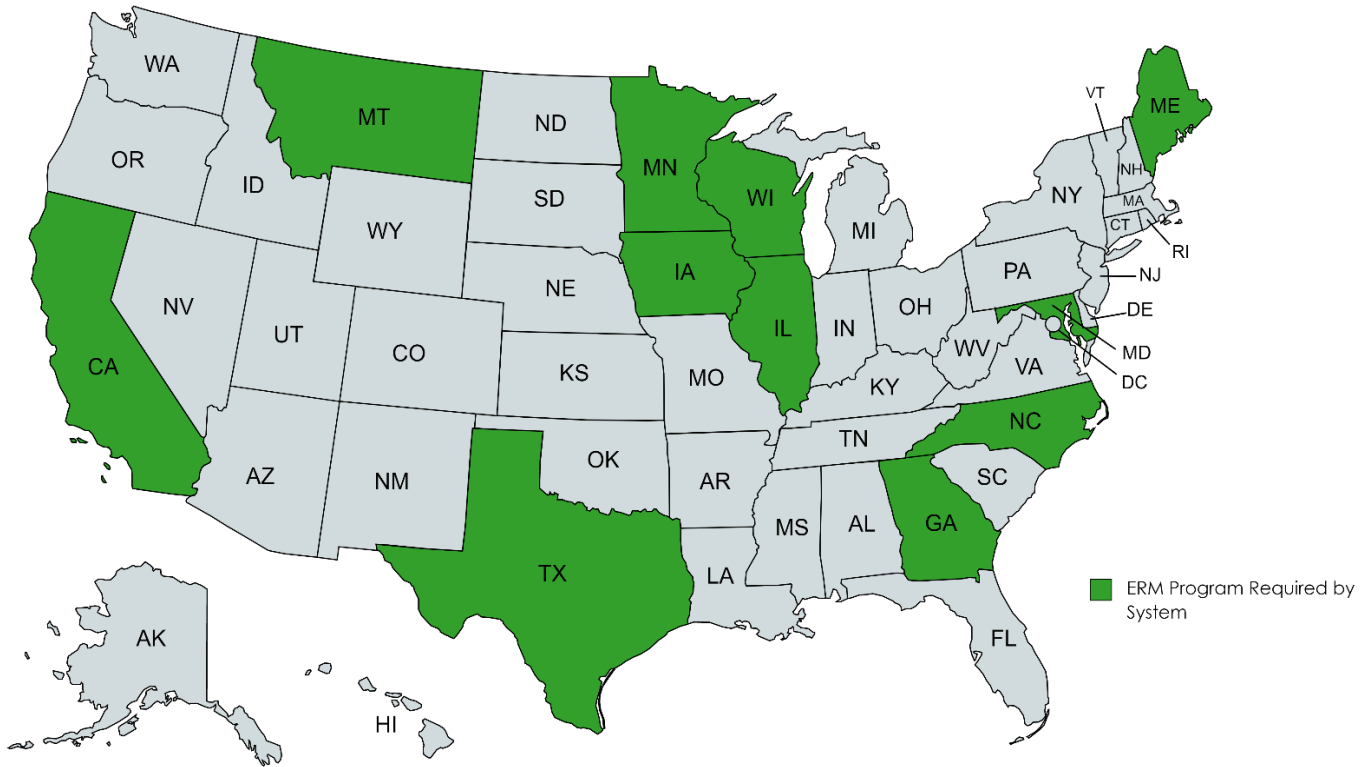 WA
MT
ND
MN
VT
ME
OR
ID
SD
WI
NH
WY
MI
NY
MA
CT
RI
IA
PA
NJ
NE
NV
OH
IL
IN
DE
UT
CO
WV
MD
CA
KS
MO
VA
DC
KY
NC
TN
OK
AZ
NM
AR
SC
MS
AL
GA
TX
LA
ERM Program Required by
System
AK
FL
HI